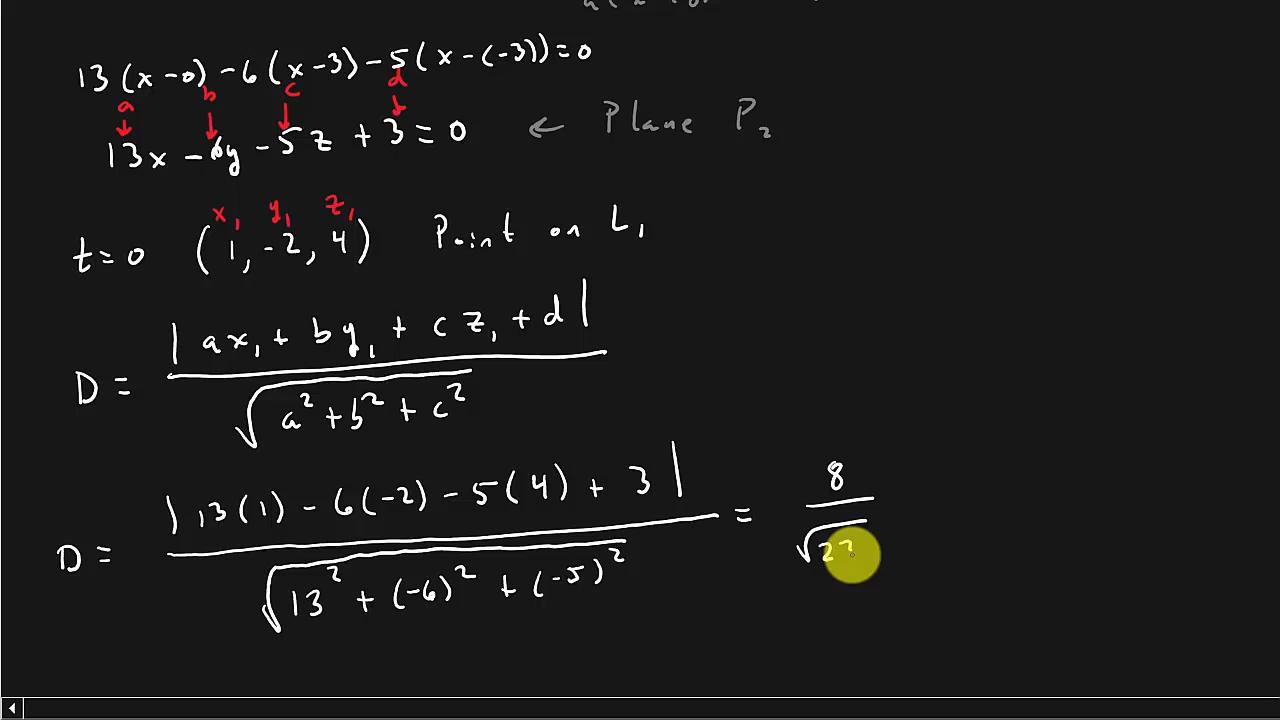 13(x-0)-6(x-3)-5(x-(-3))=0
a b c d
13x-6y-5z+3=0 ← Plane P₂
x₁ y₁ z₁
t=0 (1,-2,4) Point on L₁
D= |ax₁+by₁+cz₁+d|
√a²+b²+c²
D= |13(1)-6(-2)-5(4)+3| = 8
√13²+(-6)²+(-5)² √23